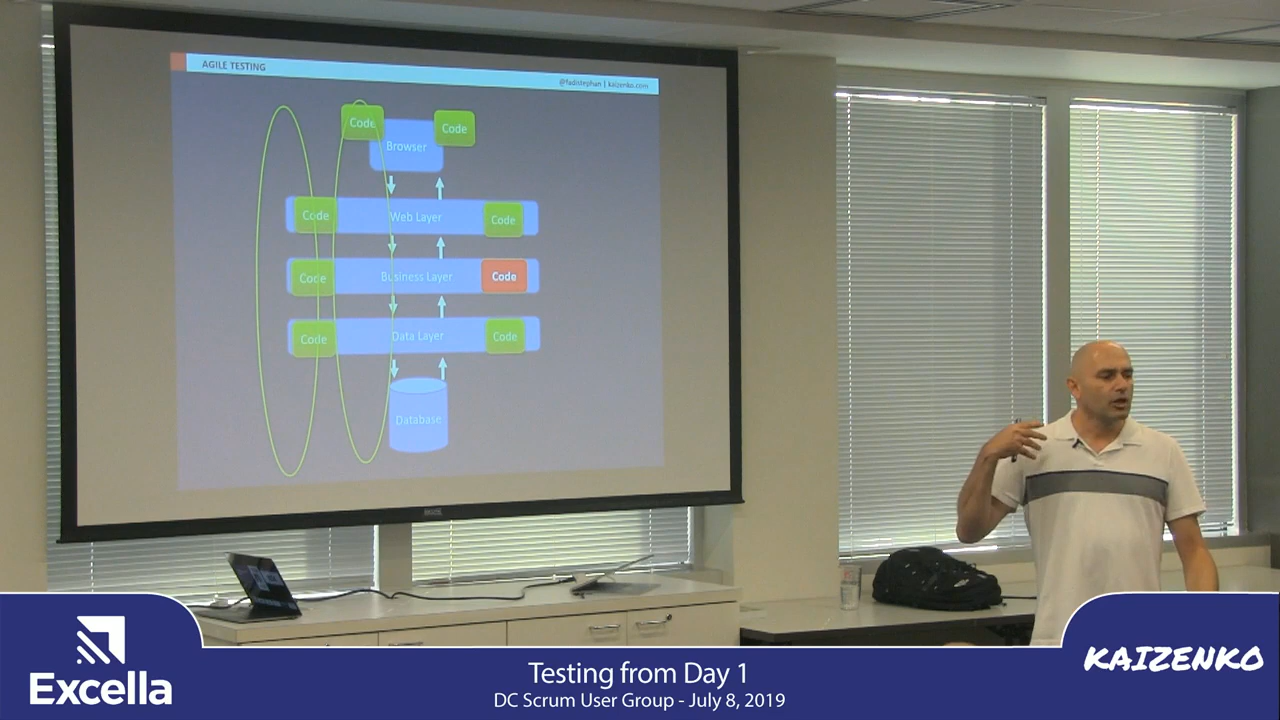 AGILE TESTING
@fadistephan | kaizenko.com
Code
Code
Browser
Code
Web Layer
Code
Code
Business Layer
Code
Code
Data Layer
Code
Database
Excella
Testing from Day 1
DC Scrum User Group - July 8, 2019
KAIZENKO